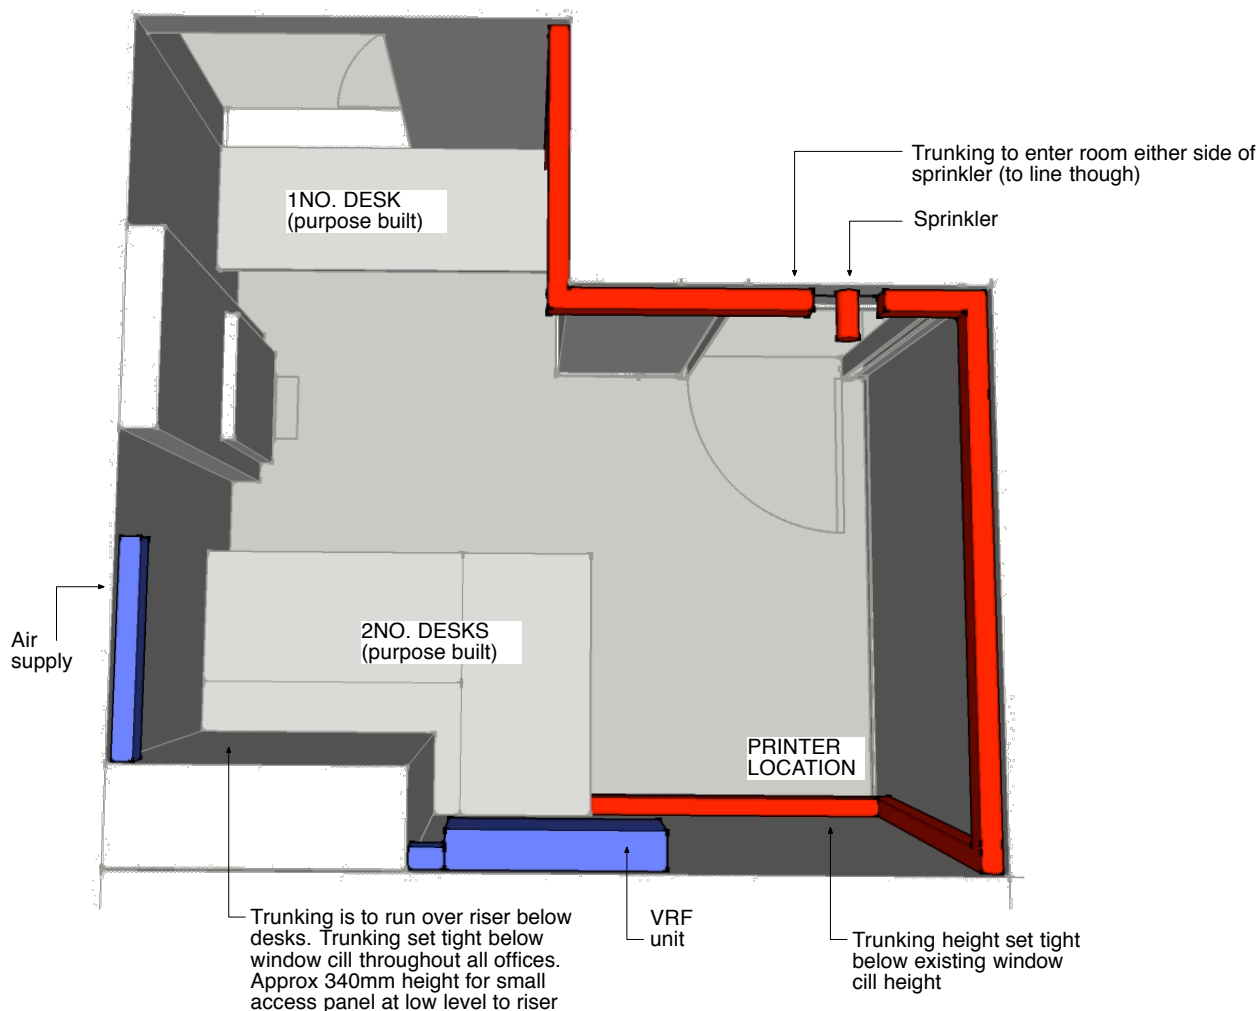 Trunking to enter room either side of
sprinkler (to line though)
1NO. DESK
(purpose built)
Sprinkler
Air
supply
2NO. DESKS
(purpose built)
PRINTER
LOCATION
Trunking is to run over riser below
desks. Trunking set tight below
window cill throughout all offices.
Approx 340mm height for small
access panel at low level to riser
VRF
unit
Trunking height set tight
below existing window
cill height